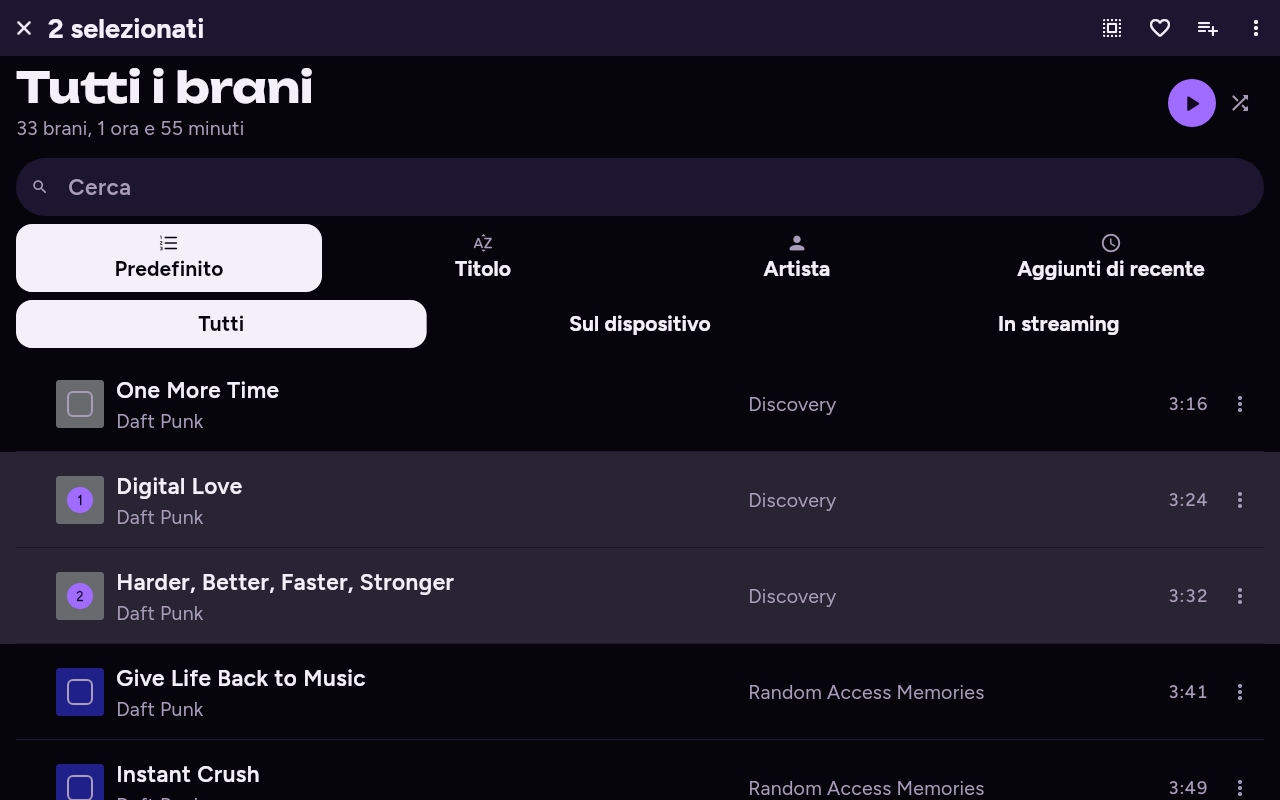 2 selezionati
Tutti i brani
33 brani, 1 ora e 55 minuti
Cerca
Predefinito
Titolo
Artista
Aggiunti di recente
Tutti
Sul dispositivo
In streaming
One More Time
Daft Punk
Discovery
3:16
1
Digital Love
Daft Punk
Discovery
3:24
2
Harder, Better, Faster, Stronger
Daft Punk
Discovery
3:32
Give Life Back to Music
Daft Punk
Random Access Memories
3:41
Instant Crush
Random Access Memories
3:49